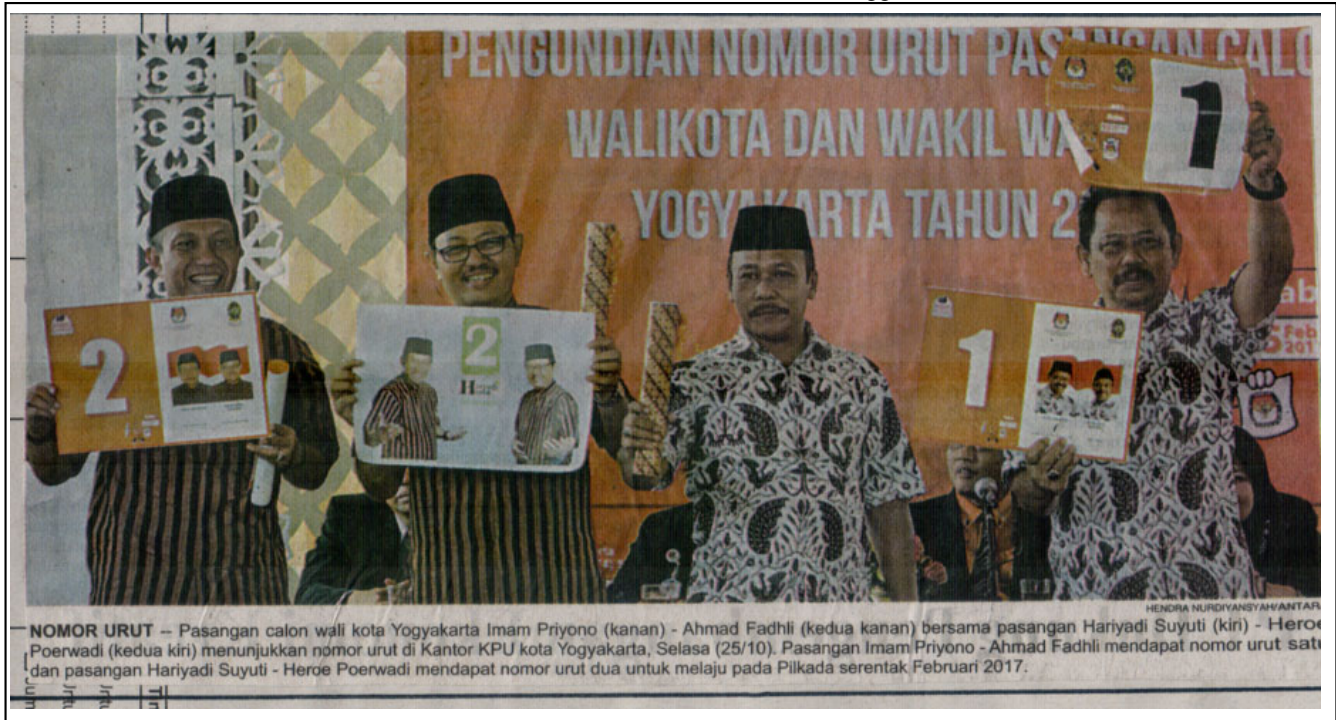 PENGUNDIAN NOMOR URUT PASANGAN CALO
WALIKOTA DAN WAKIL WA
YOGYAKARTA TAHUN 2
1
2
2
1
Feb
201
HENDRA NURDIYANSYAH/ANTARA
NOMOR URUT – Pasangan calon wali kota Yogyakarta Imam Priyono (kanan) - Ahmad Fadhli (kedua kanan) bersama pasangan Hariyadi Suyuti (kiri) - Heroe
Poerwadi (kedua kiri) menunjukkan nomor urut di Kantor KPU kota Yogyakarta, Selasa (25/10). Pasangan Imam Priyono - Ahmad Fadhli mendapat nomor urut satu
dan pasangan Hariyadi Suyuti - Heroe Poerwadi mendapat nomor urut dua untuk melaju pada Pilkada serentak Februari 2017.